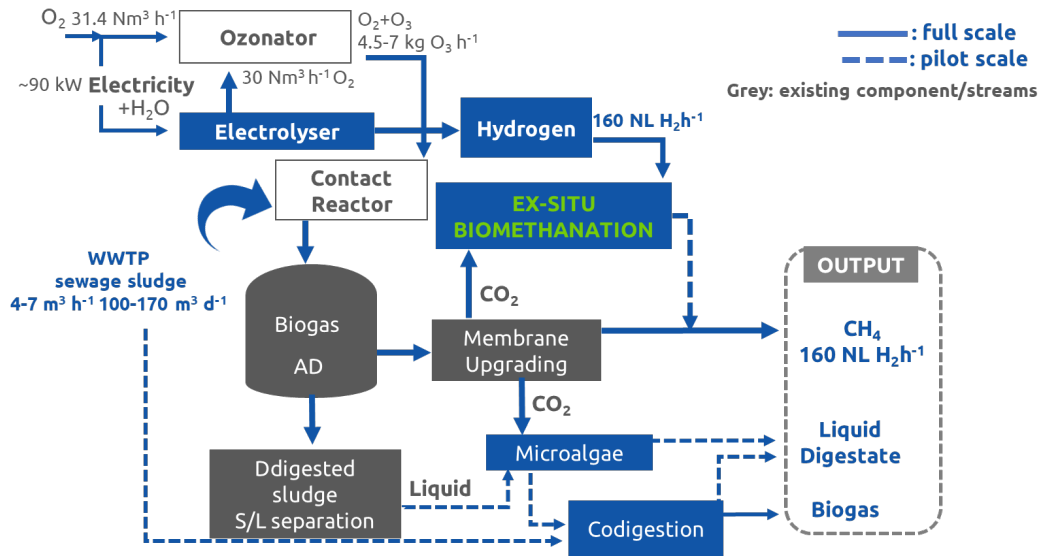 O₂ 31.4 Nm³ h⁻¹
Ozonator
O₂+O₃
4.5-7 kg O₃ h⁻¹
: full scale
: pilot scale
Grey: existing component/streams
~90 kW Electricity
+H₂O
30 Nm³ h⁻¹ O₂
Electrolyser
Hydrogen
160 NL H₂h⁻¹
Contact
Reactor
EX-SITU
BIOMETHANATION
WWTP
sewage sludge
4-7 m³ h⁻¹ 100-170 m³ d⁻¹
CO₂
OUTPUT
Biogas
AD
Membrane
Upgrading
CH₄
160 NL H₂h⁻¹
CO₂
Microalgae
Liquid
Digestate
Ddigested
sludge
S/L separation
Liquid
Codigestion
Biogas